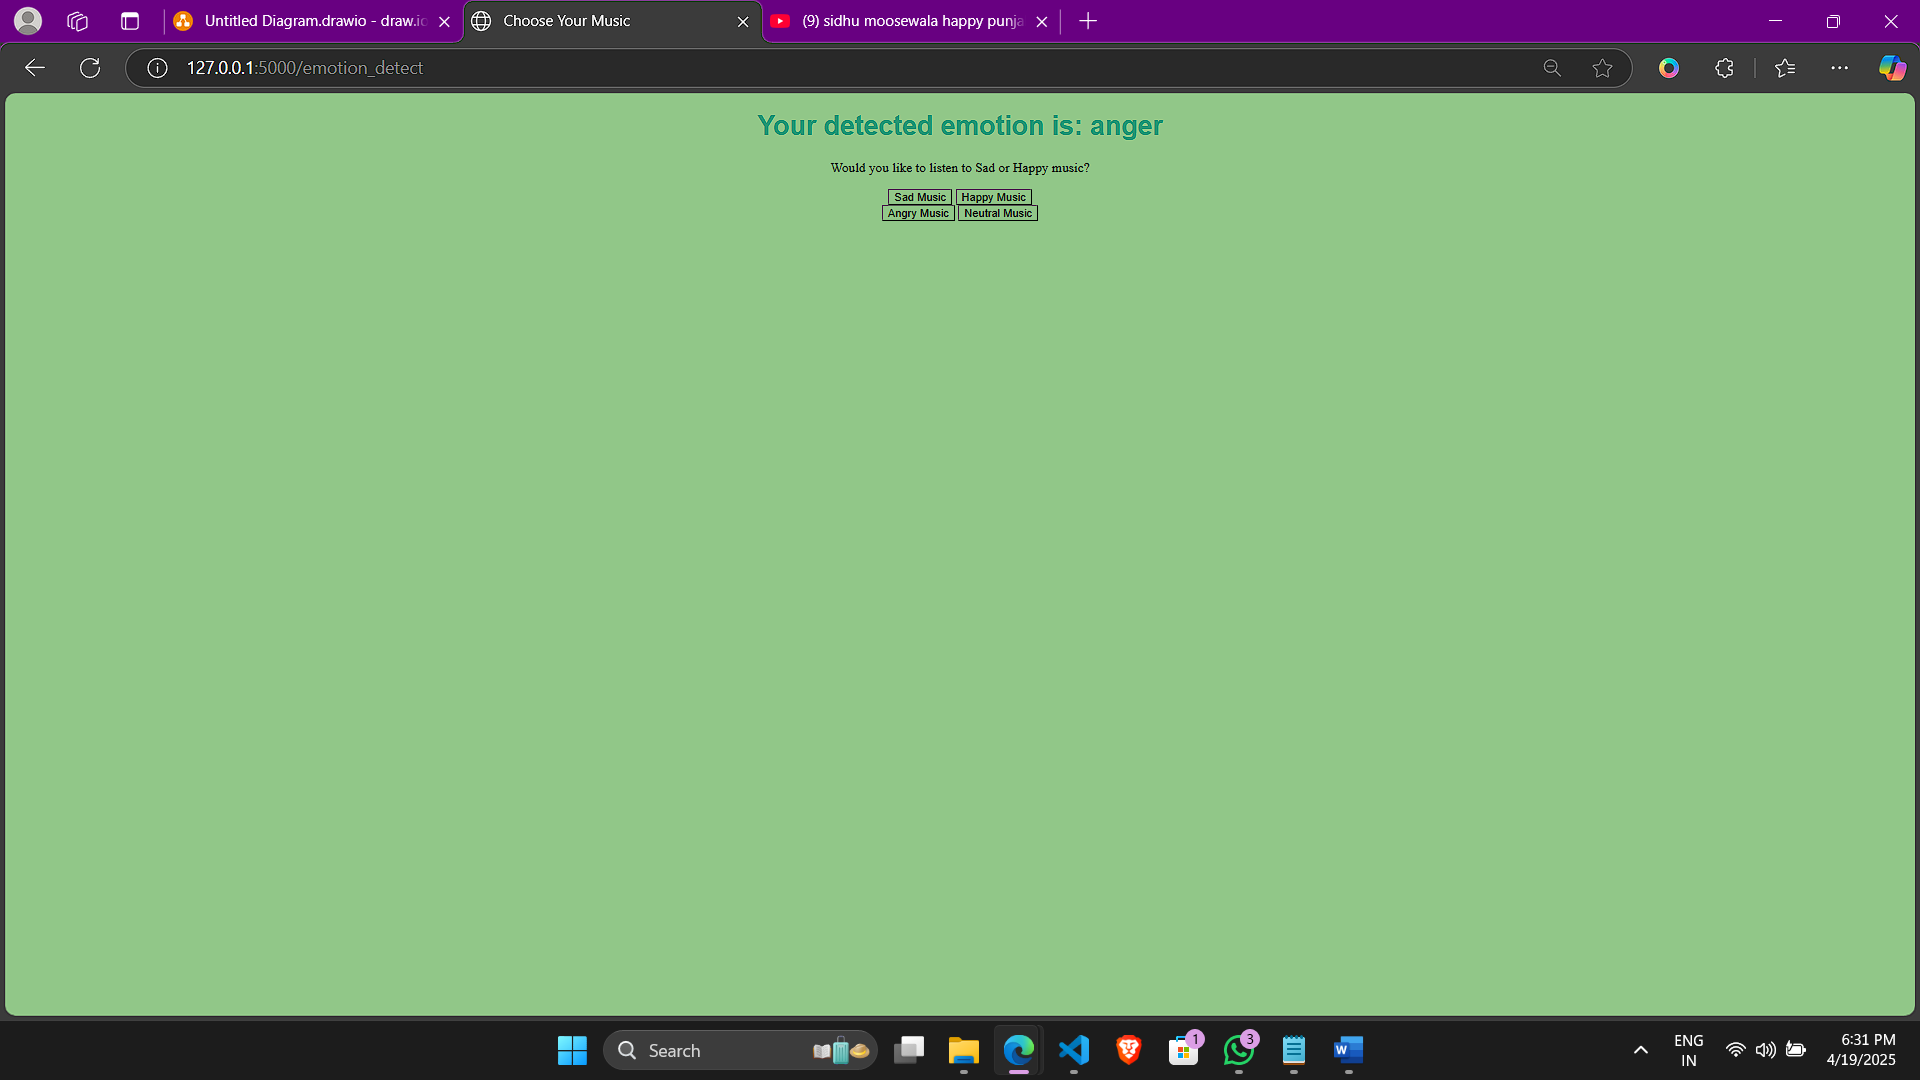 Untitled Diagram.drawio - draw.io
Choose Your Music
(9) sidhu moosewala happy punja
127.0.0.1:5000/emotion_detect
Your detected emotion is: anger
Would you like to listen to Sad or Happy music?
Sad Music Happy Music
Angry Music Neutral Music
Search
1
3
W
ENG
IN
6:31 PM
4/19/2025